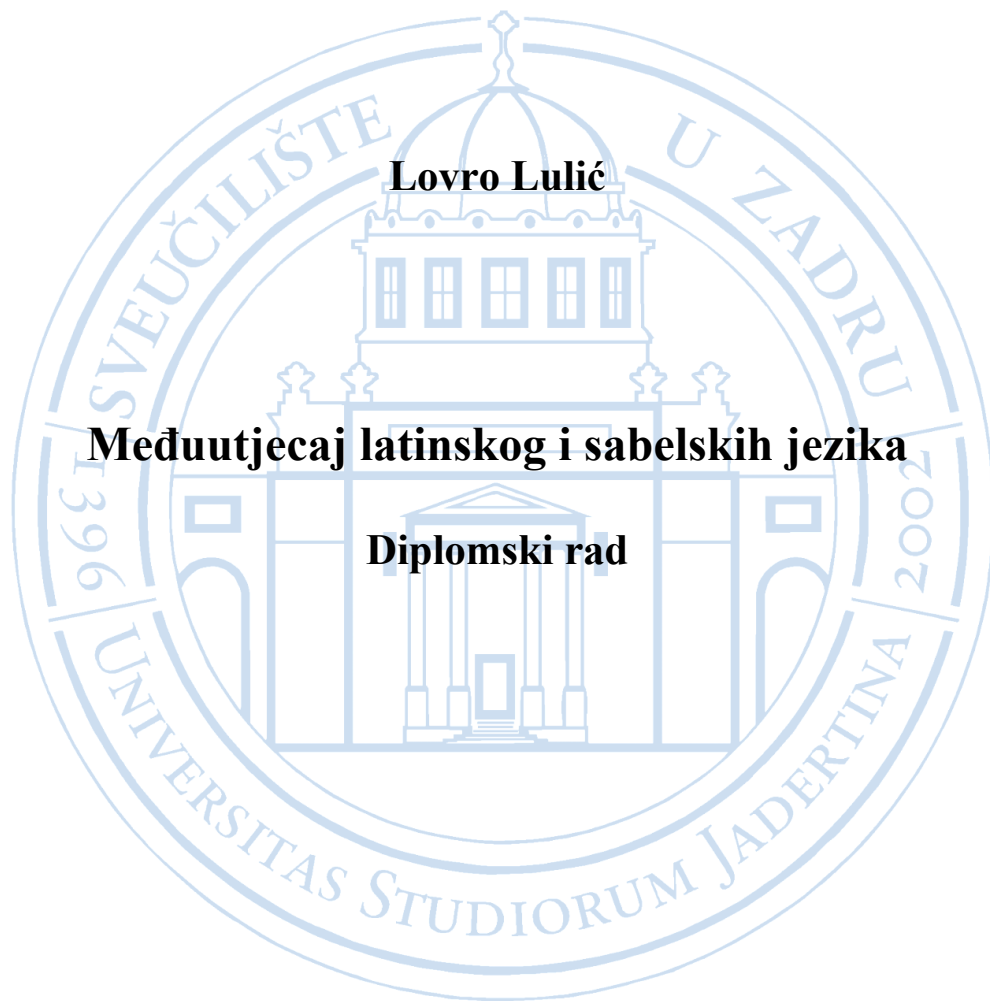 Lovro Lulić
Međuutjecaj latinskog i sabelskih jezika
Diplomski rad
SVEUČILIŠTE U ZADRU
1396
2002
UNIVERSITAS STUDIORUM JADERTINA